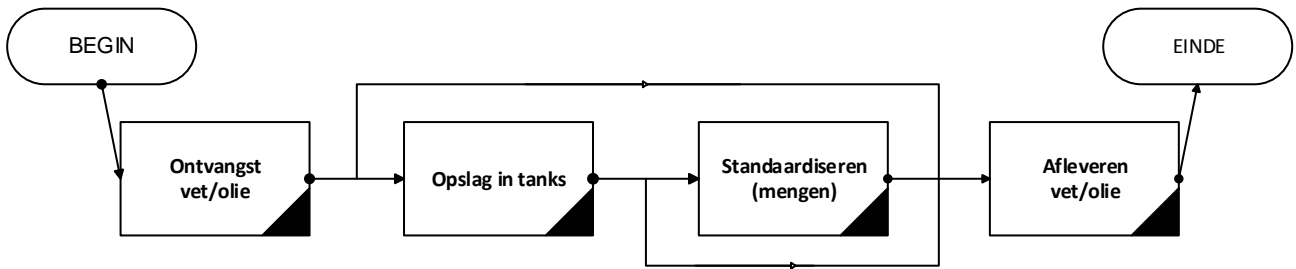 BEGIN
EINDE
Ontvangst
vet/olie
Opslag in tanks
Standaardiseren
(mengen)
Afleveren
vet/olie